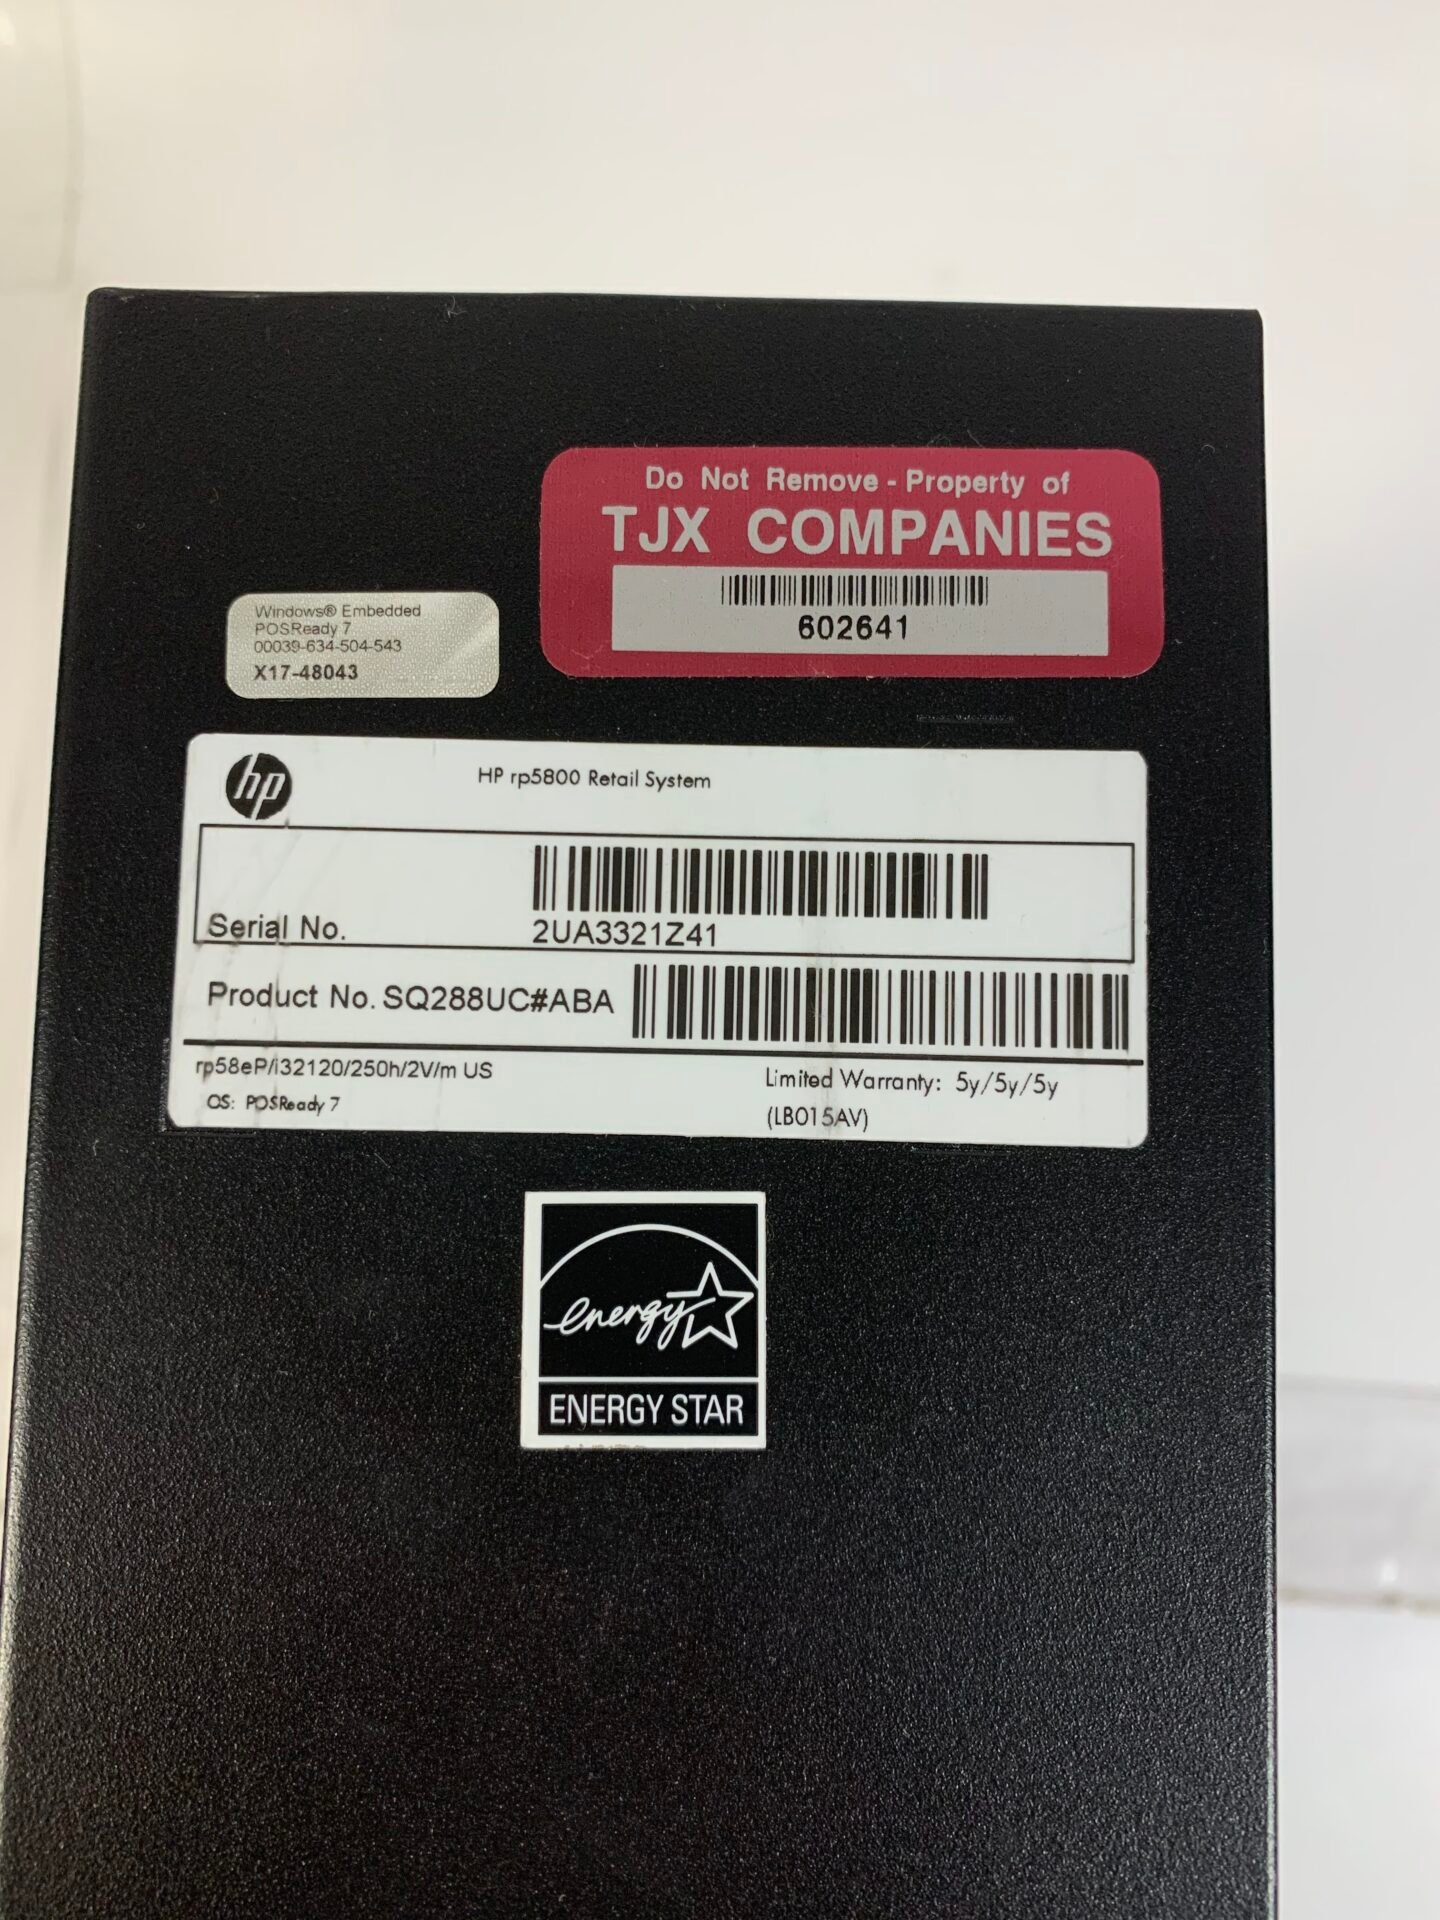 Do Not Remove - Property of
TJX COMPANIES
602641
Windows® Embedded
POSReady 7
00039-634-504-543
X17-48043
hp
HP rp5800 Retail System
Serial No.
2UA3321Z41
Product No. SQ288UC#ABA
rp58eP/i32120/250h/2V/m US
OS: POSReady 7
Limited Warranty: 5y/5y/5y
(LB015AV)
energy
ENERGY STAR